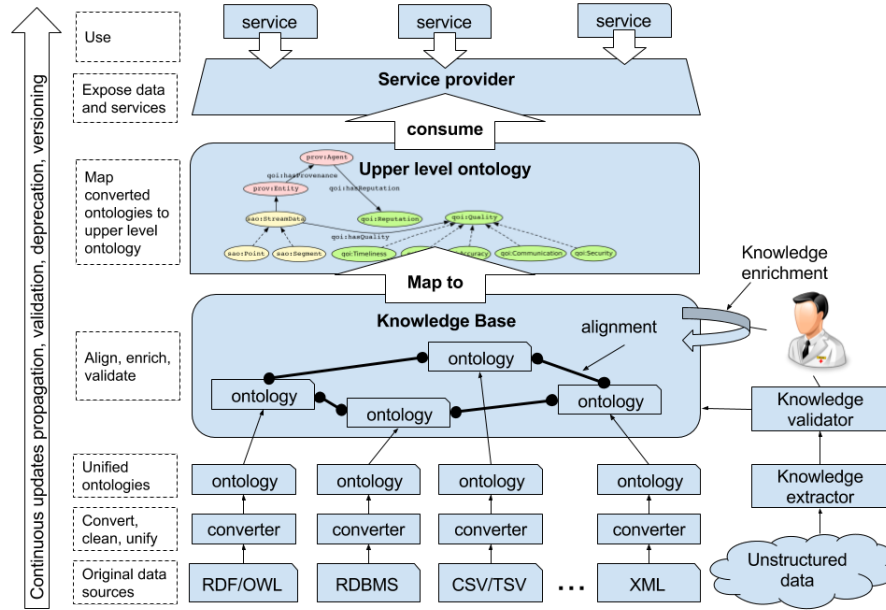 Continuous updates propagation, validation, deprecation, versioning
Use
service
service
service
Expose data
and services
Service provider
consume
Map
converted
ontologies to
upper level
ontology
Upper level ontology
prov:Agent
qoi:hasProvenance
prov:Entity
qoi:hasReputation
sao:StreamData
qoi:Reputation
qoi:Quality
qoi:hasQuality
sao:Point
sao:Segment
qoi:Timeliness
qoi:Communication
qoi:Security
Map to
Knowledge
enrichment
Align, enrich,
validate
Knowledge Base
alignment
ontology
ontology
ontology
ontology
Knowledge
validator
Unified
ontologies
ontology
ontology
ontology
ontology
Knowledge
extractor
Convert,
clean, unify
converter
converter
converter
converter
Original data
sources
RDF/OWL
RDBMS
CSV/TSV
...
XML
Unstructured
data